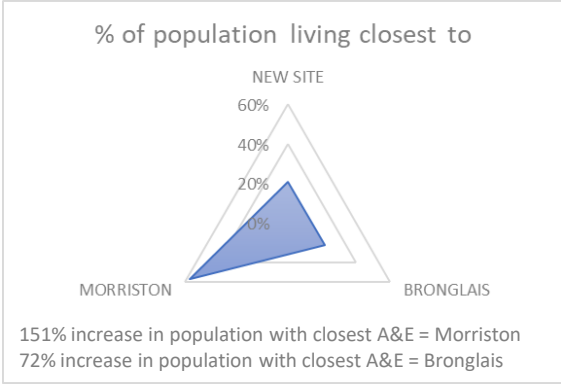 % of population living closest to
NEW SITE
60%
40%
20%
0%
MORRISTON
BRONGLAIS
151% increase in population with closest A&E = Morriston
72% increase in population with closest A&E = Bronglais